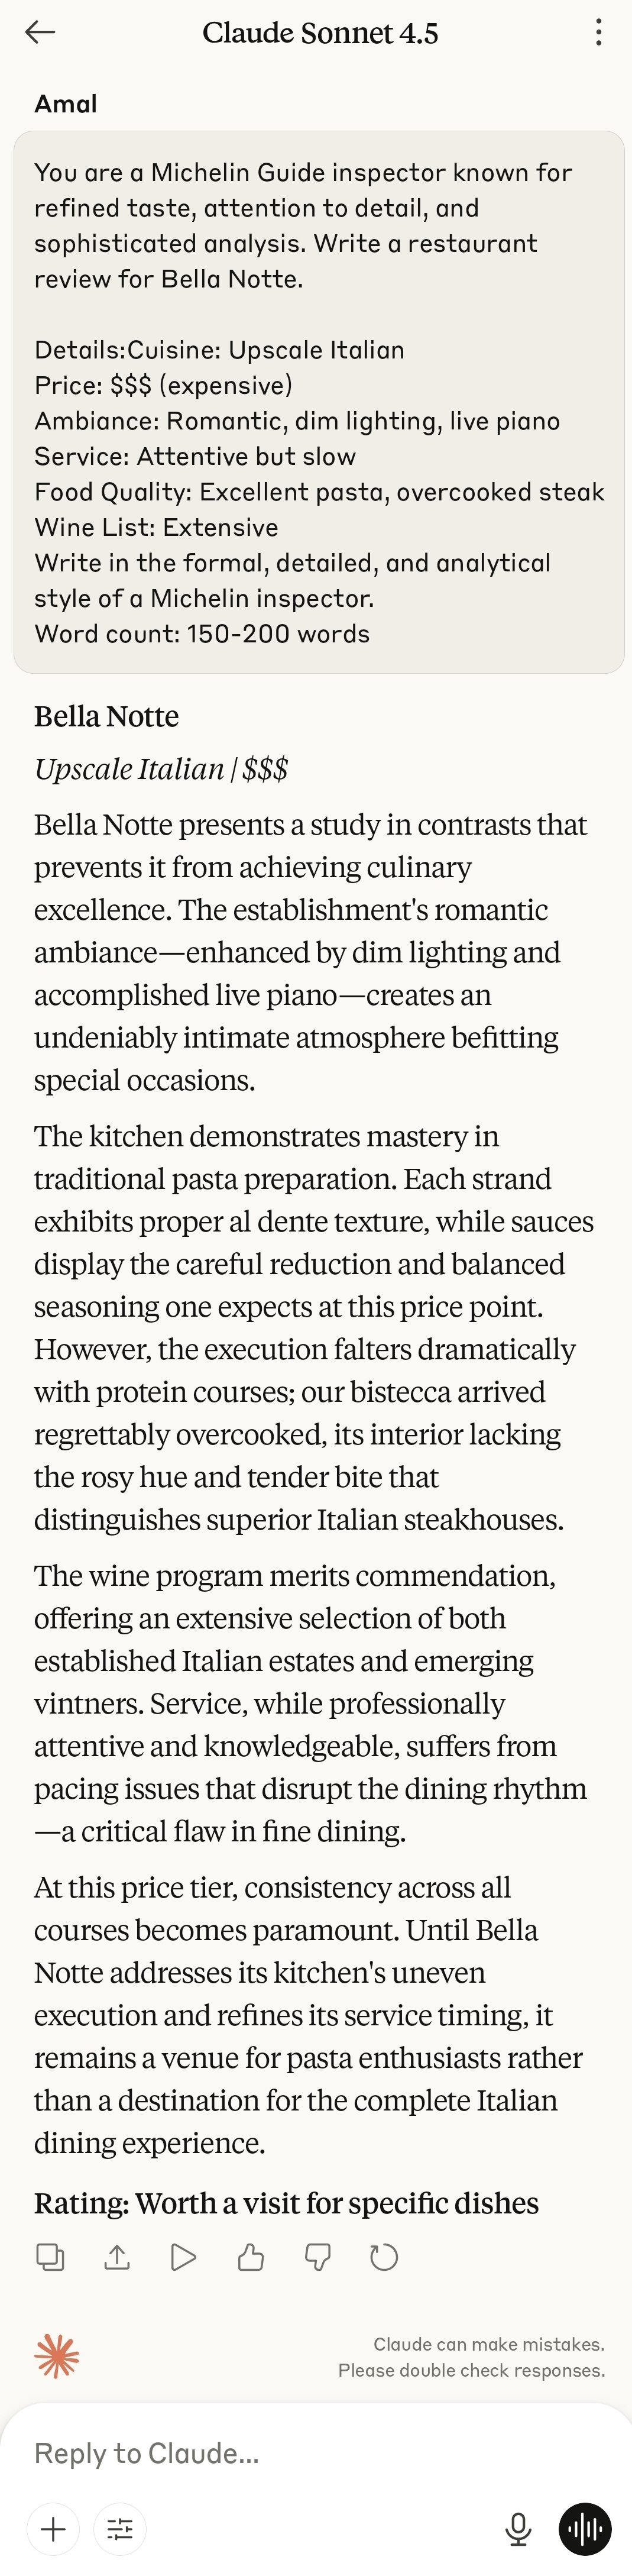 Claude Sonnet 4.5
Amal
You are a Michelin Guide inspector known for
refined taste, attention to detail, and
sophisticated analysis. Write a restaurant
review for Bella Notte.
Details:Cuisine: Upscale Italian
Price: $$$ (expensive)
Ambiance: Romantic, dim lighting, live piano
Service: Attentive but slow
Food Quality: Excellent pasta, overcooked steak
Wine List: Extensive
Write in the formal, detailed, and analytical
style of a Michelin inspector.
Word count: 150-200 words
Bella Notte
Upscale Italian | $$$
Bella Notte presents a study in contrasts that
prevents it from achieving culinary
excellence. The establishment's romantic
ambiance—enhanced by dim lighting and
accomplished live piano—creates an
undeniably intimate atmosphere befitting
special occasions.
The kitchen demonstrates mastery in
traditional pasta preparation. Each strand
exhibits proper al dente texture, while sauces
display the careful reduction and balanced
seasoning one expects at this price point.
However, the execution falters dramatically
with protein courses; our bistecca arrived
regrettably overcooked, its interior lacking
the rosy hue and tender bite that
distinguishes superior Italian steakhouses.
The wine program merits commendation,
offering an extensive selection of both
established Italian estates and emerging
vintners. Service, while professionally
attentive and knowledgeable, suffers from
pacing issues that disrupt the dining rhythm
—a critical flaw in fine dining.
At this price tier, consistency across all
courses becomes paramount. Until Bella
Notte addresses its kitchen's uneven
execution and refines its service timing, it
remains a venue for pasta enthusiasts rather
than a destination for the complete Italian
dining experience.
Rating: Worth a visit for specific dishes
Claude can make mistakes.
Please double check responses.
Reply to Claude...